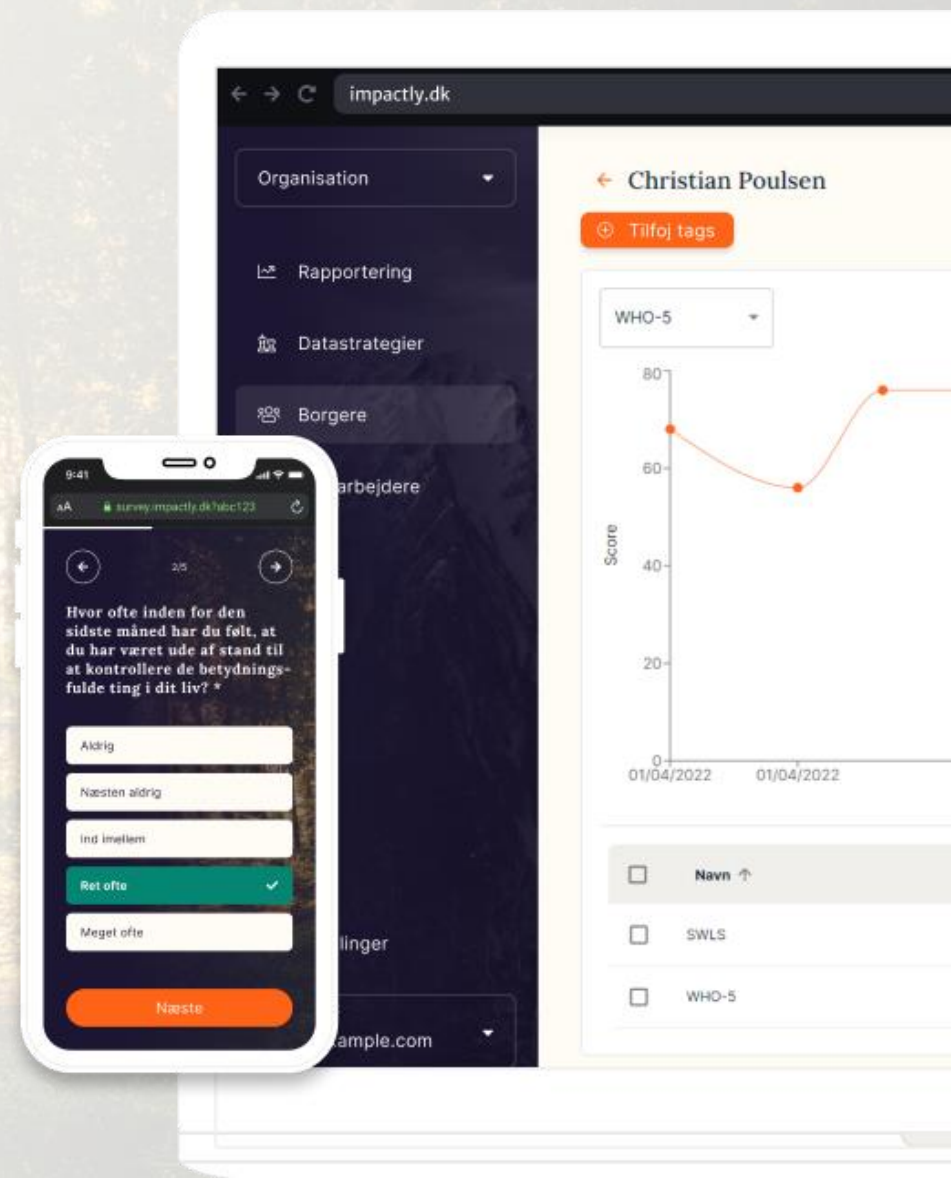 impactly.dk
Organisation
Rapportering
Datastrategier
Borgere
arbejdere
linger
ample.com
Christian Poulsen
Tilføj tags
WHO-5
80
60
40
20
0
Score
01/04/2022
01/04/2022
Navn
SWLS
WHO-5
9:41
AA
survey.impactly.dk?abc123
2/5
Hvor ofte inden for den
sidste måned har du følt, at
du har været ude af stand til
at kontrollere de betydnings-
fulde ting i dit liv? *
Aldrig
Næsten aldrig
Ind imellem
Ret ofte
Meget ofte
Næste